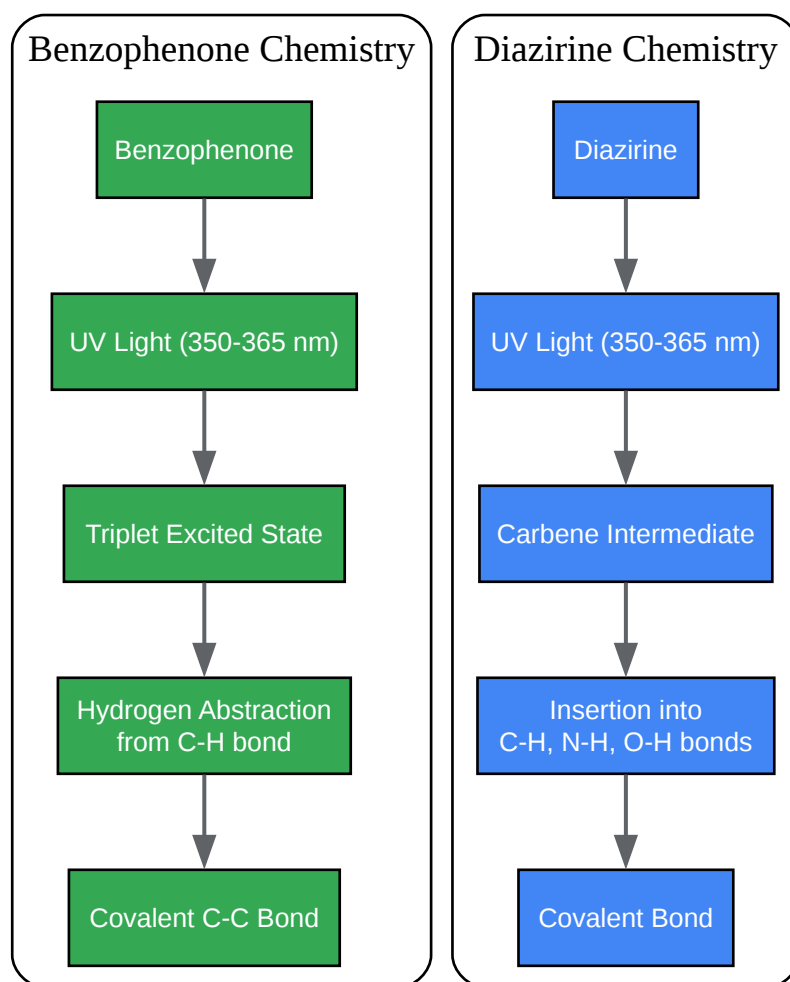 Benzophenone Chemistry
Benzophenone
UV Light (350-365 nm)
Triplet Excited State
Hydrogen Abstraction
from C-H bond
Covalent C-C Bond
Diazirine Chemistry
Diazirine
UV Light (350-365 nm)
Carbene Intermediate
Insertion into
C-H, N-H, O-H bonds
Covalent Bond